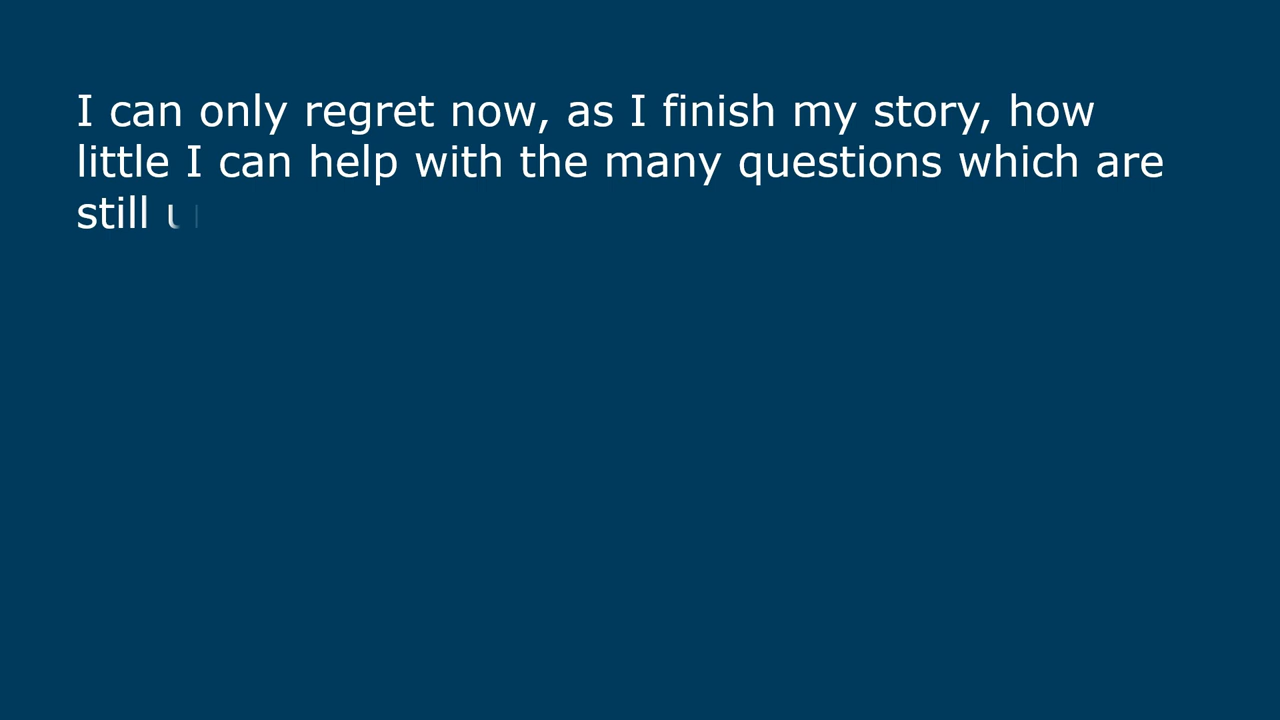 I can only regret now, as I finish my story, how
little I can help with the many questions which are
still